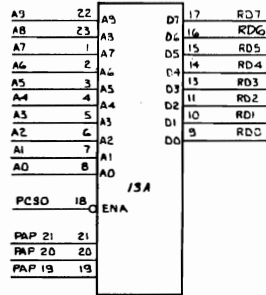 A9 22 A9 D7 17 RD7
A8 23 A8 D6 16 RD6
A7 1 A7 D5 15 RD5
A6 2 A6 D4 14 RD4
A5 3 A5 D3 13 RD3
A4 4 A4 D2 11 RD2
A3 5 A3 D1 10 RD1
A2 6 A2 D0 9 RD0
A1 7 A1
A0 8 A0
13A
PCS0 18 ENA
PAP 21 21
PAP 20 20
PAP 19 19